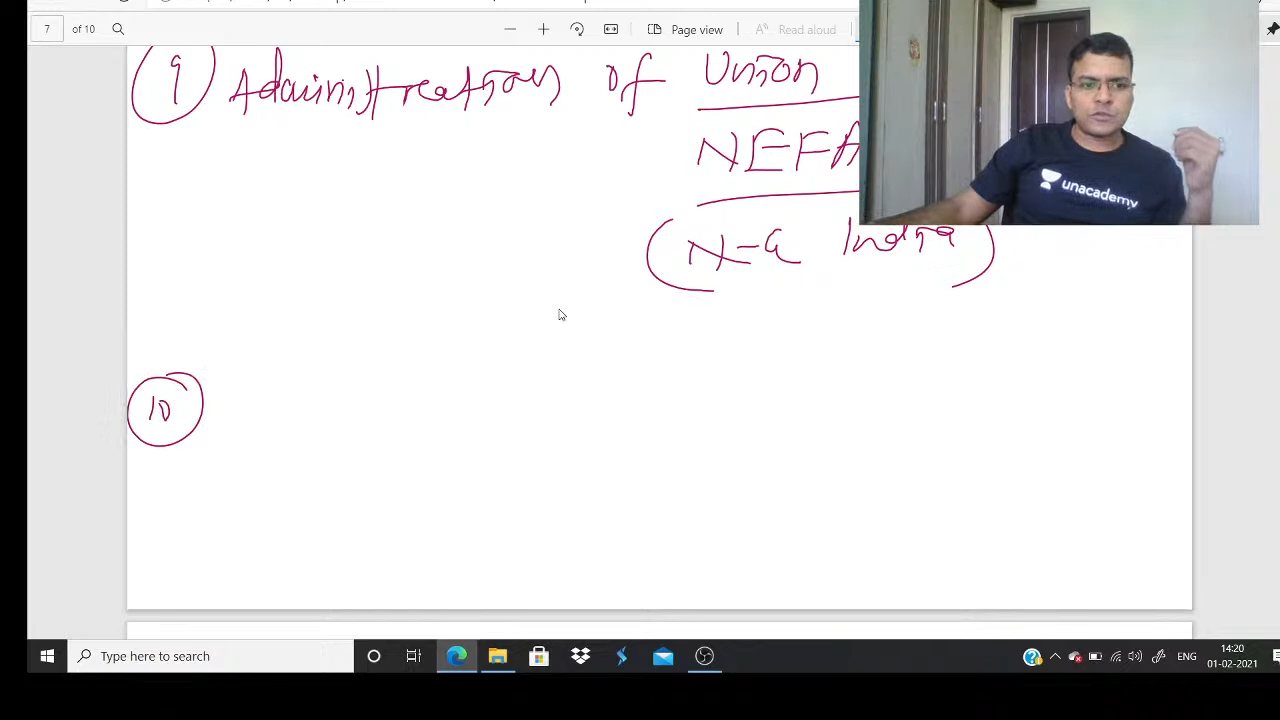 7 of 10
Page view
Read aloud
9 Administrations of Union
NEFA
(N-E India)
unacademy
10
Type here to search
ENG
14:20
01-02-2021